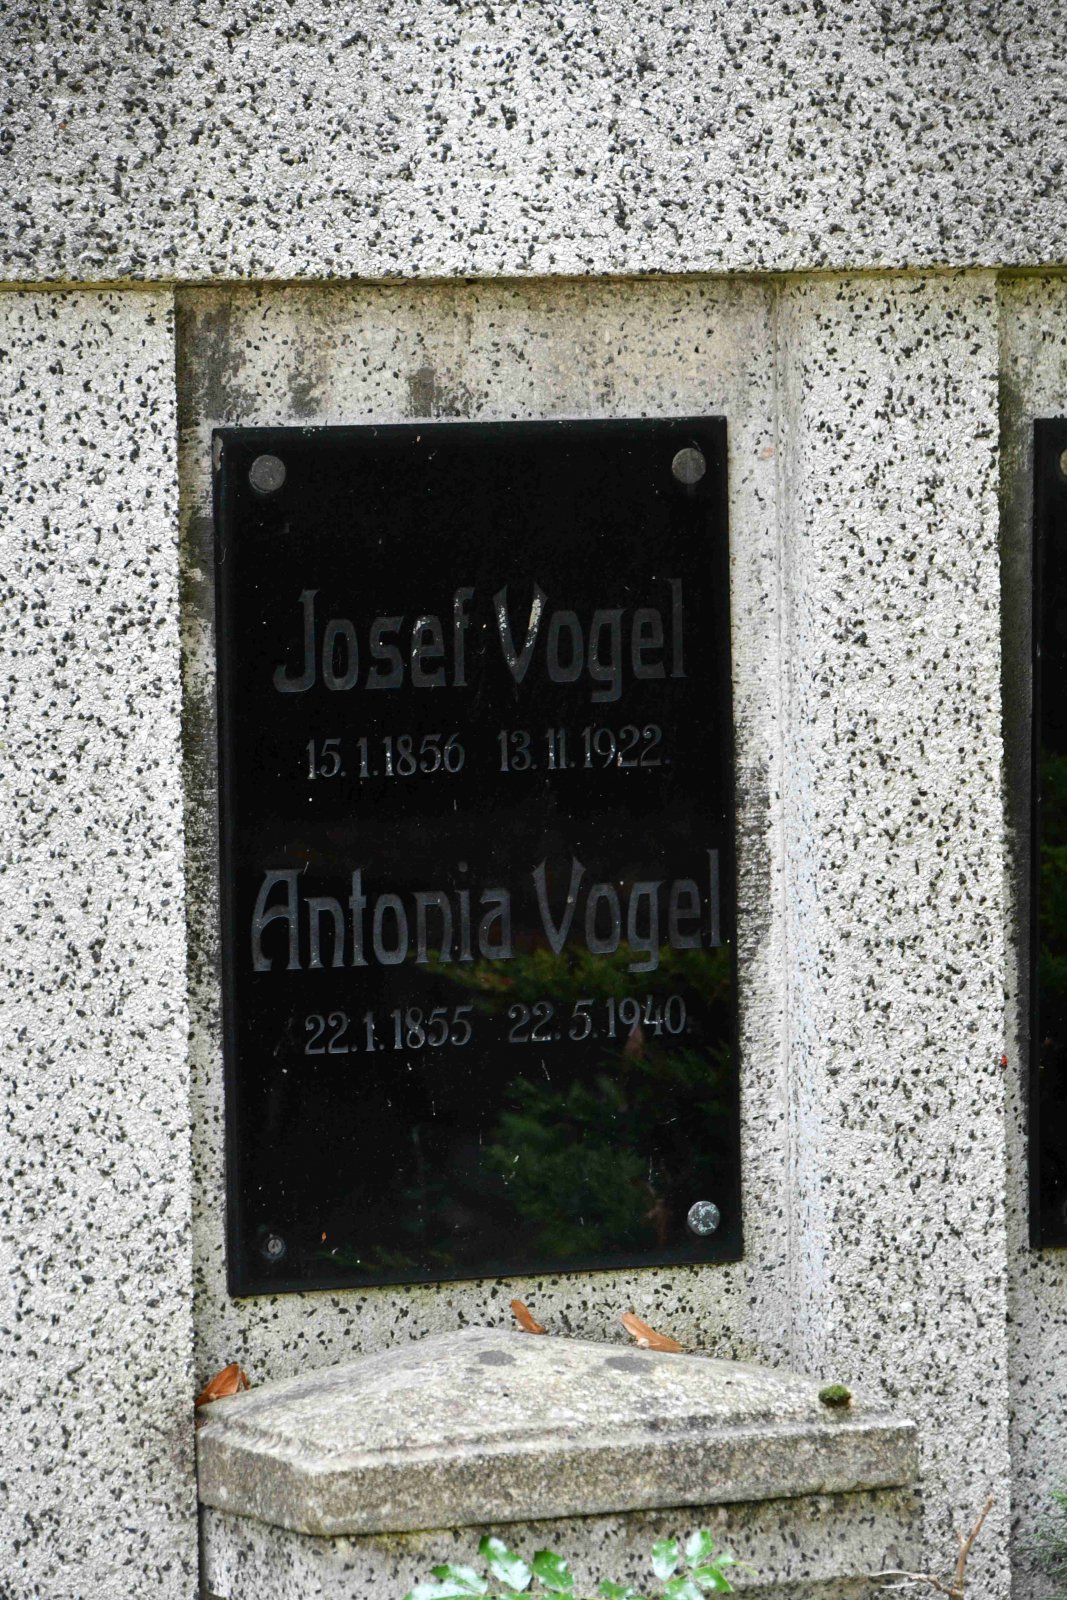 Josef Vogel
15.1.1856 13.11.1922.
Antonia Vogel
22.1.1855 22.5.1940.